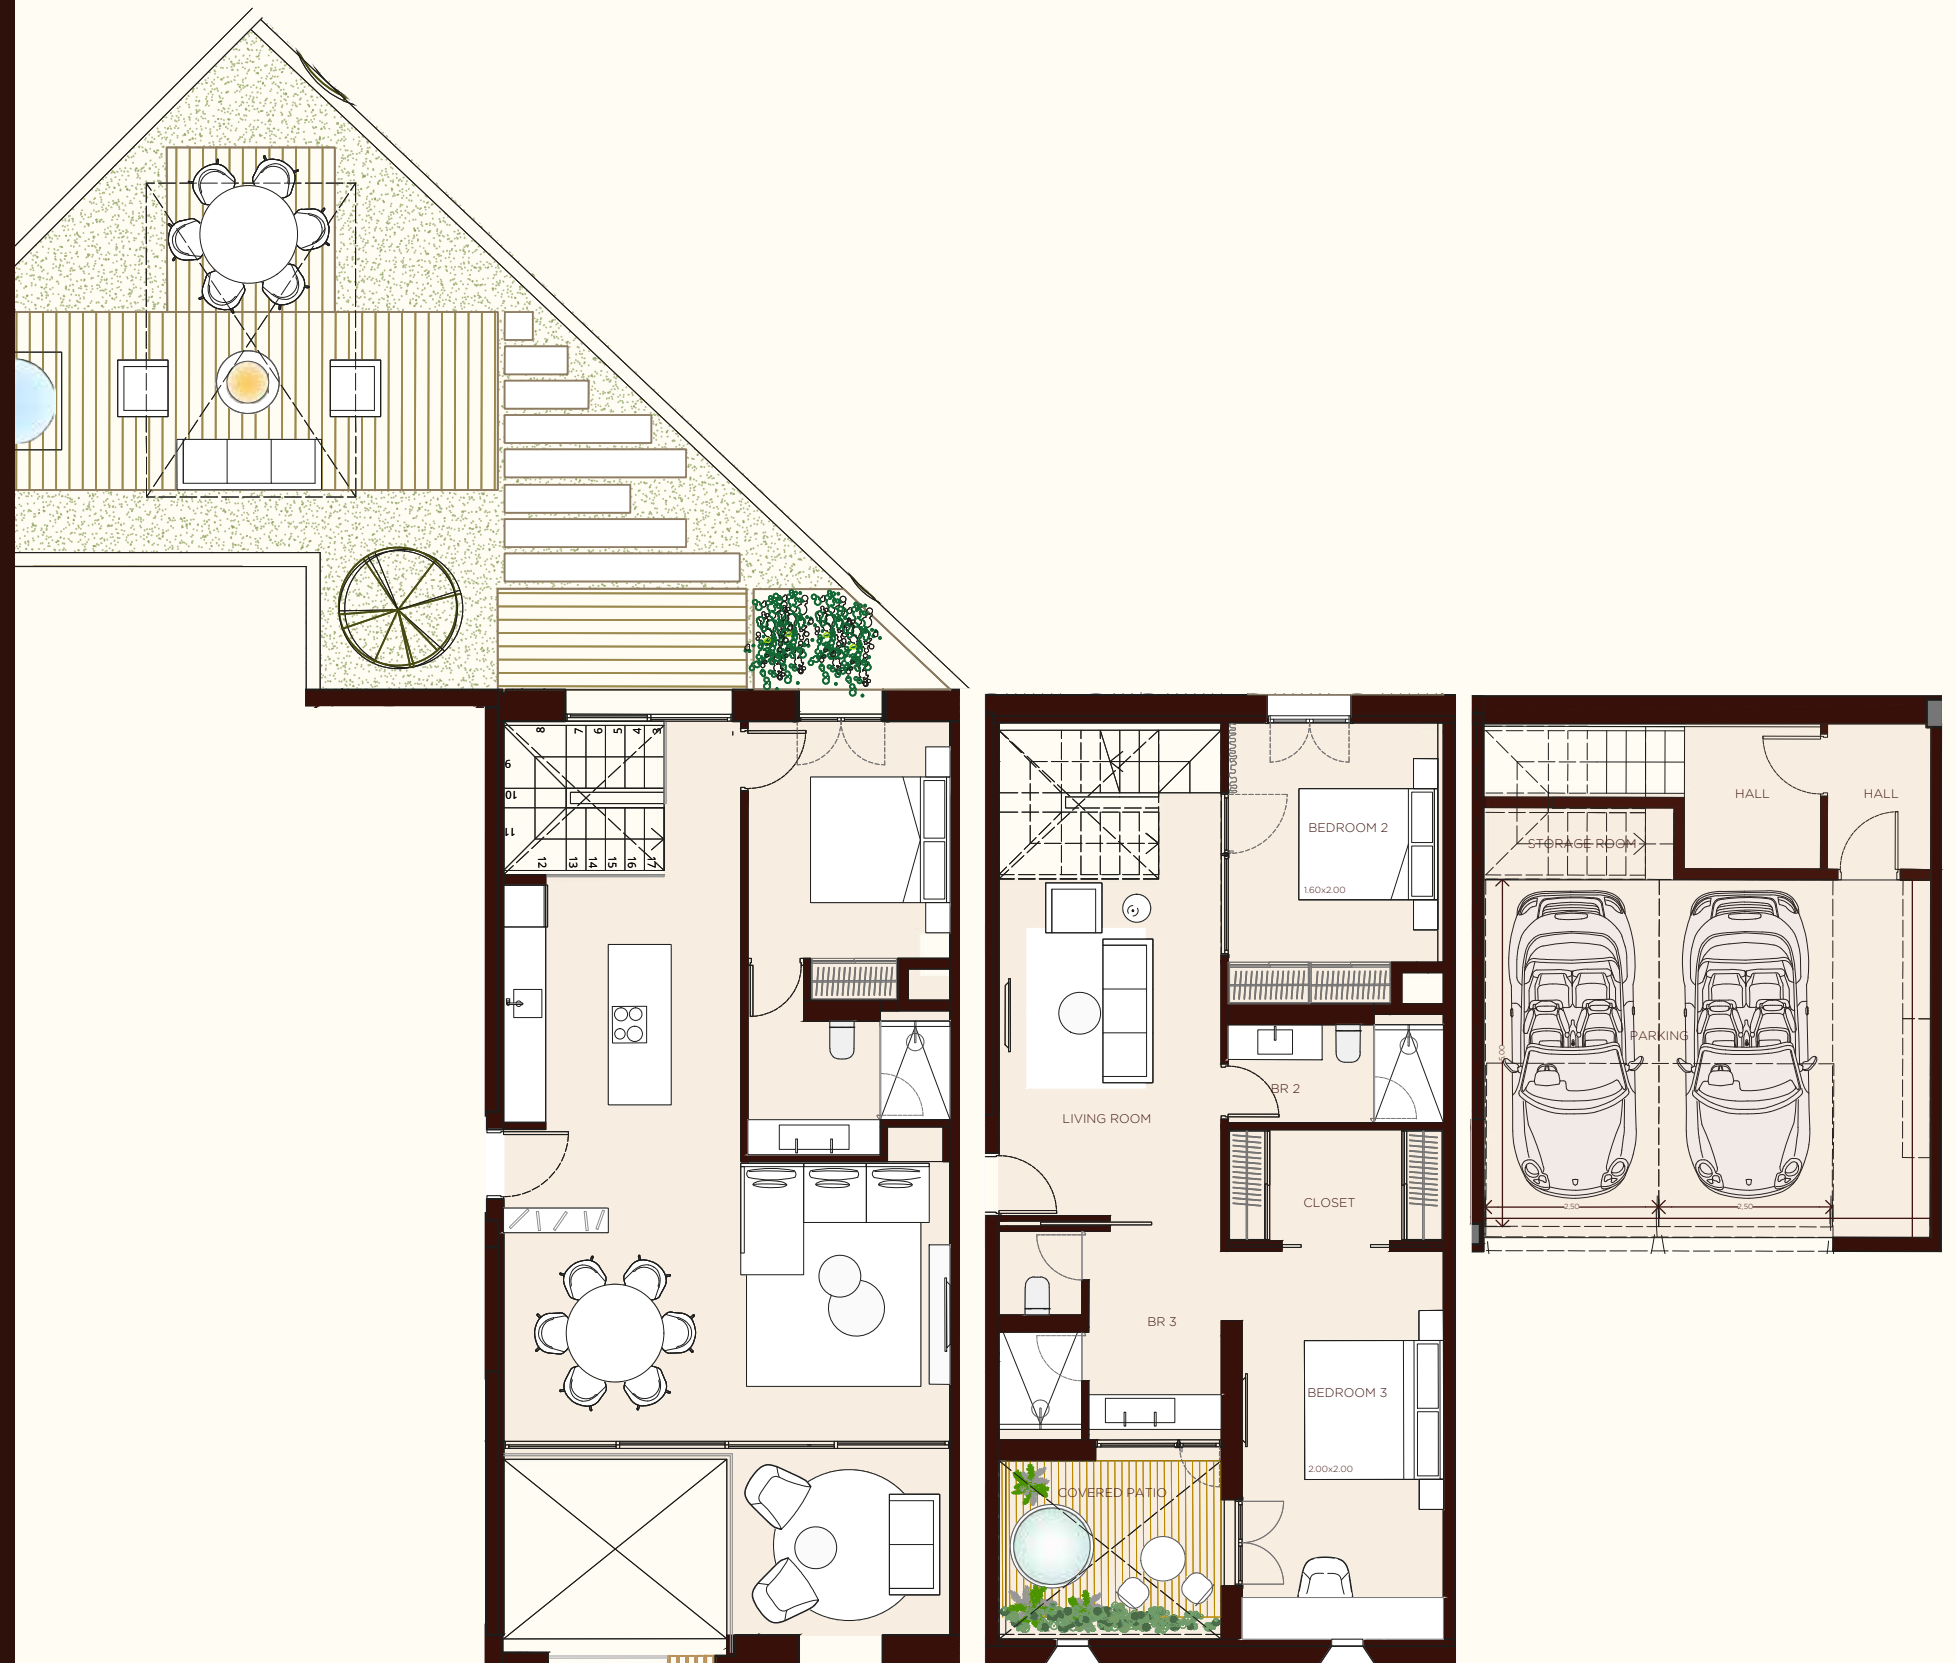 8
7
6
5
4
3
9
10
11
12
13
14
15
16
17
BEDROOM 2
1.60x2.00
BR 2
LIVING ROOM
CLOSET
BR 3
BEDROOM 3
2.00x2.00
COVERED PATIO
HALL
HALL
STORAGE ROOM
PARKING
5,00
2,50
2,50